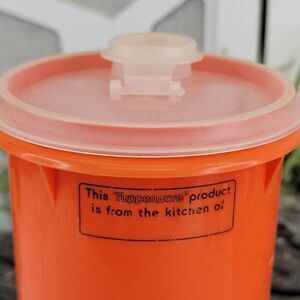 This Tupperware® product
is from the kitchen of